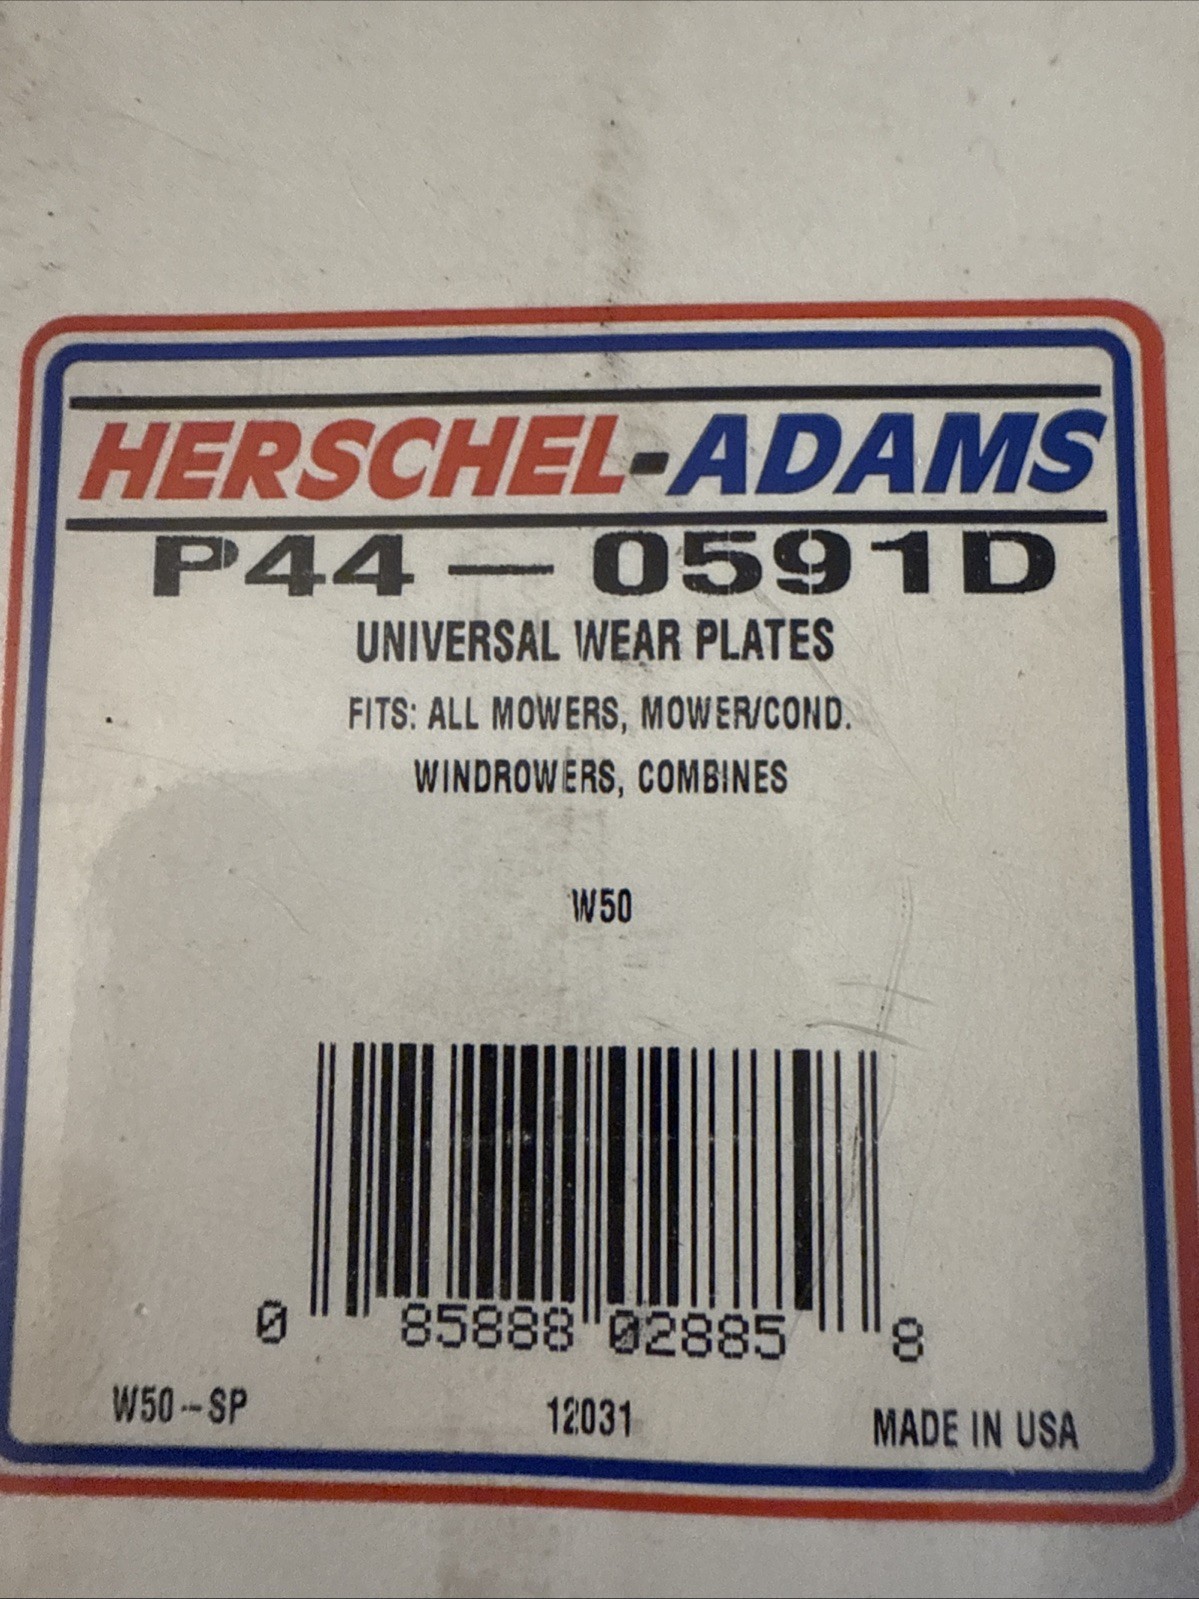 HERSCHEL-ADAMS
P44-0591D
UNIVERSAL WEAR PLATES
FITS: ALL MOWERS, MOWER/COND.
WINDROWERS, COMBINES
W50
0 85888 02885 8
W50-SP 12031 MADE IN USA